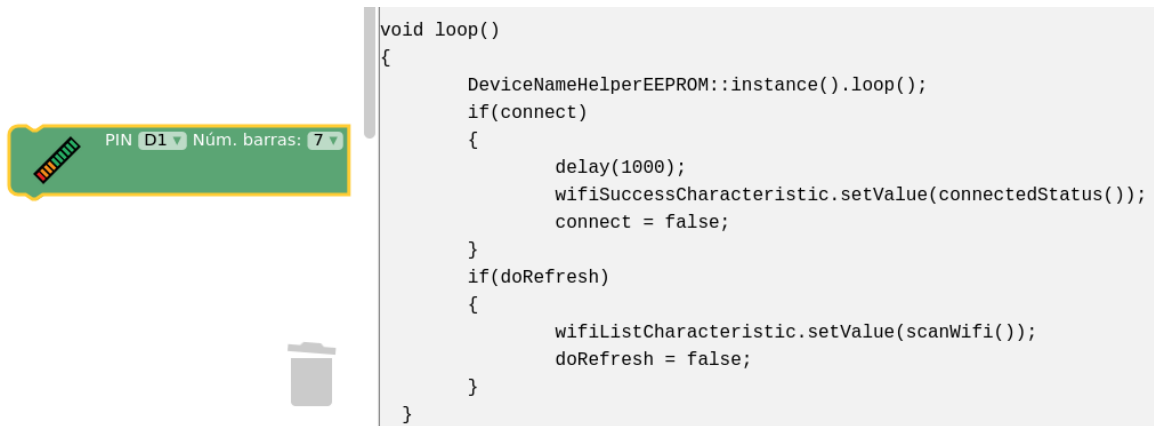 PIN D1 Núm. barras: 7
void loop()
{
DeviceNameHelperEEPROM::instance().loop();
if(connect)
{
delay(1000);
wifiSuccessCharacteristic.setValue(connectedStatus());
connect = false;
}
if(doRefresh)
{
wifiListCharacteristic.setValue(scanWifi());
doRefresh = false;
}
}